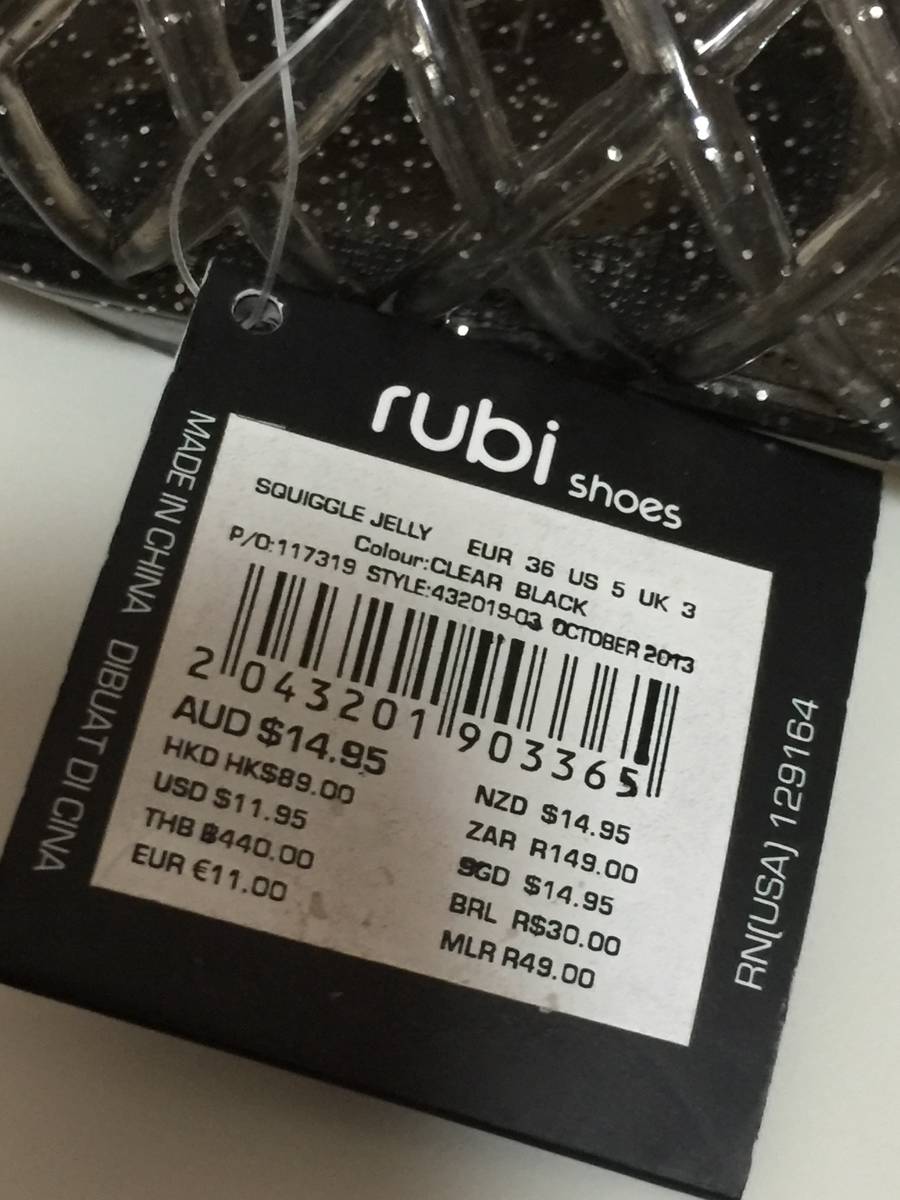 rubi shoes
SQUIGGLE JELLY EUR 36 US 5 UK 3
Colour:CLEAR BLACK
P/O:117319 STYLE:432019-03 OCTOBER 2013
2 043201 903365
AUD $14.95
HKD HK$89.00
USD $11.95
THB ฿440.00
EUR €11.00
NZD $14.95
ZAR R149.00
SGD $14.95
BRL R$30.00
MLR R49.00
MADE IN CHINA DIBUAT DI CINA
RN(USA) 129164